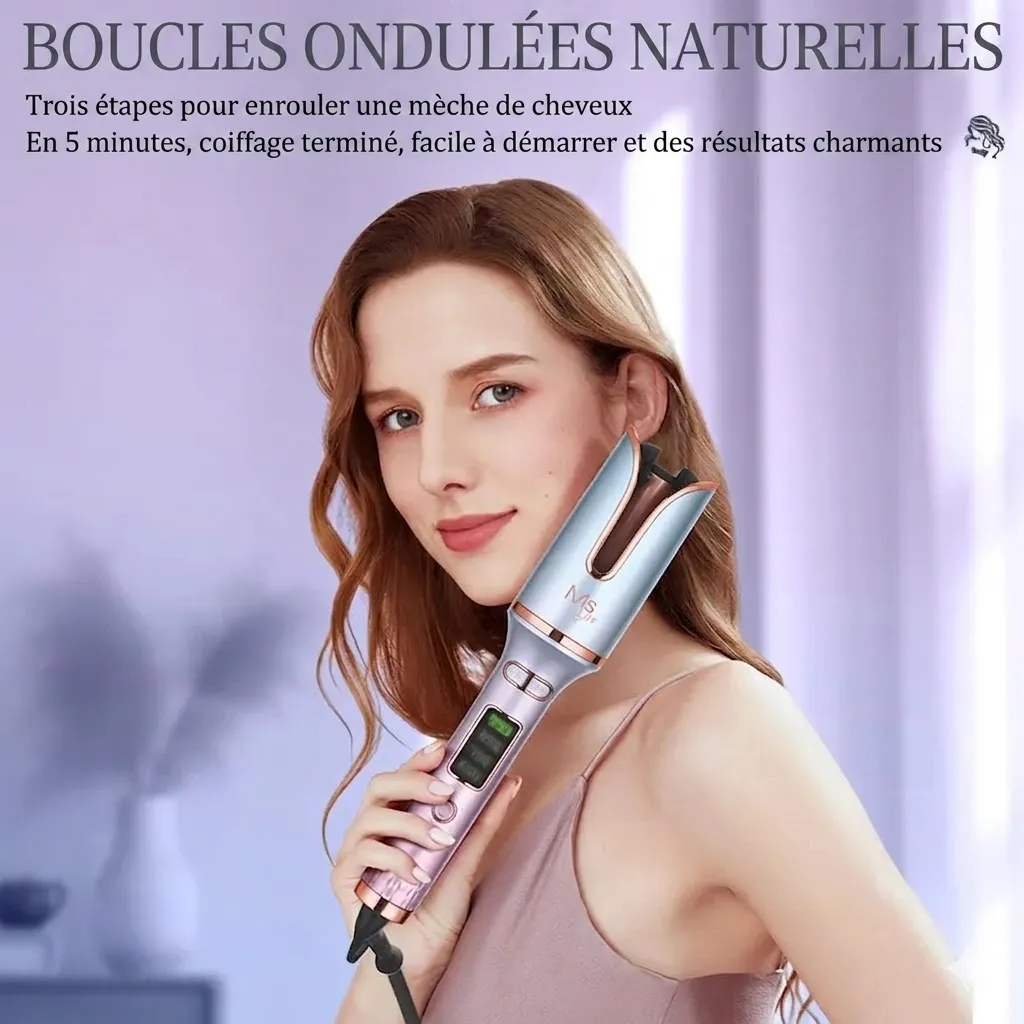 BOUCLES ONDULÉES NATURELLES
Trois étapes pour enrouler une mèche de cheveux
En 5 minutes, coiffage terminé, facile à démarrer et des résultats charmants
Ms